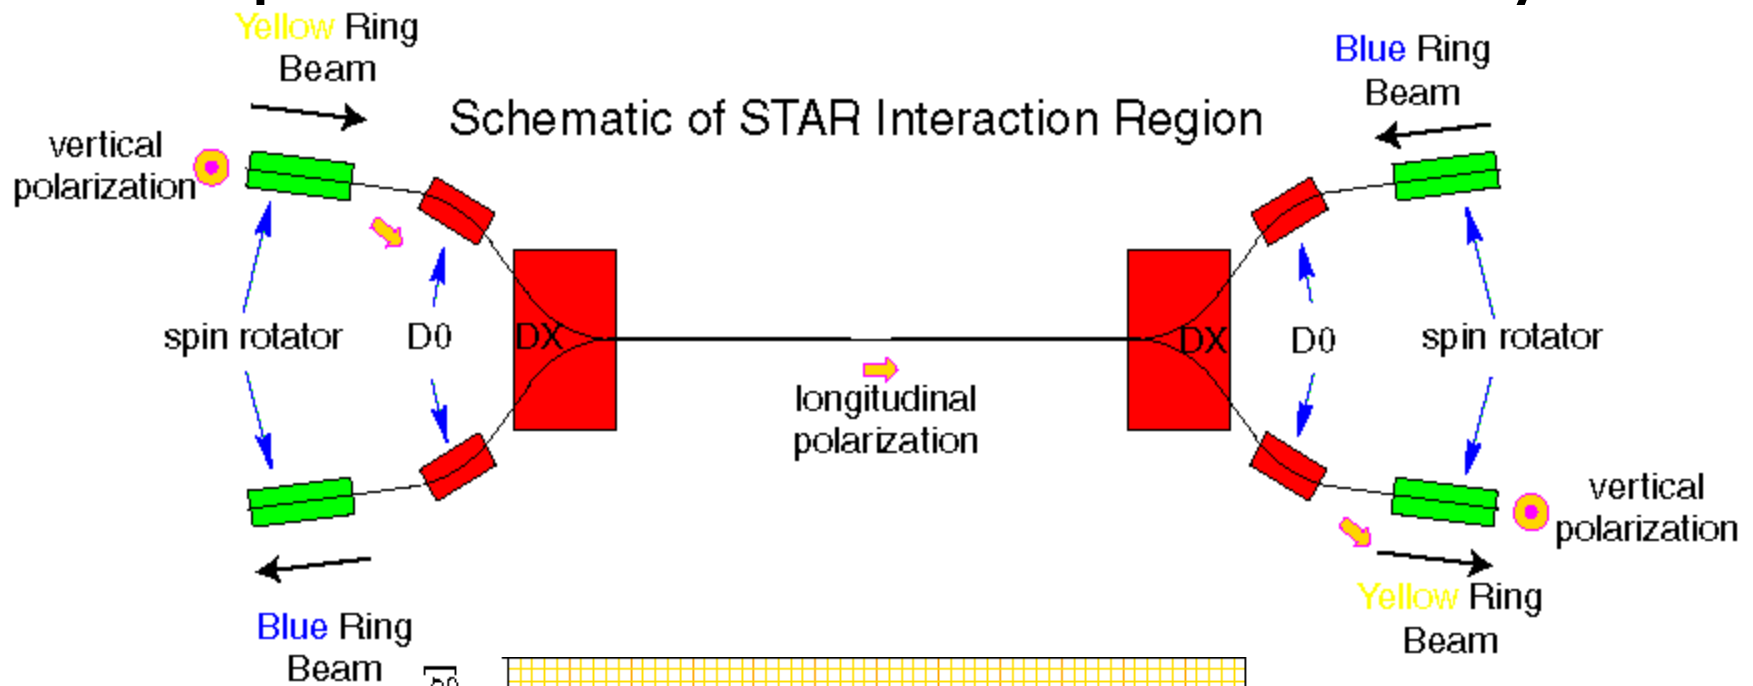 Yellow Ring
Beam
Blue Ring
Beam
Schematic of STAR Interaction Region
vertical
polarization
spin rotator
D0
DX
DX
D0
spin rotator
longitudinal
polarization
vertical
polarization
Blue Ring
Beam
Yellow Ring
Beam